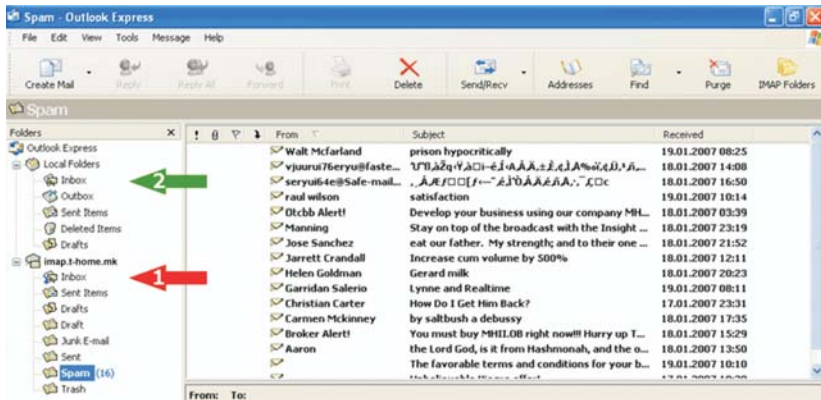 Spam - Outlook Express
File Edit View Tools Message Help
Create Mail Reply Reply All Forward Print Delete Send/Recv Addresses Find Purge IMAP Folders
Spam
Folders X ! From Subject Received
Outlook Express
Local Folders
Inbox
Outbox
Sent Items
Deleted Items
Drafts
imap.t-home.mk
Inbox
Sent Items
Drafts
Draft
Junk E-mail
Sent
Spam (16)
Trash
2
1
Walt Mcfarland prison hypocritically 19.01.2007 08:25
vjuurui76eryu@faste... 18.01.2007 14:08
seryui64e@Safe-mail... 18.01.2007 16:50
raul wilson satisfaction 19.01.2007 10:14
Otcbb Alert! Develop your business using our company MH... 18.01.2007 03:39
Manning Stay on top of the broadcast with the Insight ... 18.01.2007 23:19
Jose Sanchez eat our father. My strength; and to their one ... 18.01.2007 21:52
Jarrett Crandall Increase cum volume by 500% 18.01.2007 12:11
Helen Goldman Gerard milk 18.01.2007 20:23
Garridan Salerio Lynne and Realtime 19.01.2007 08:11
Christian Carter How Do I Get Him Back? 17.01.2007 23:31
Carmen Mckinney by saltbush a debussy 18.01.2007 17:35
Broker Alert! You must buy MHII.OB right now!!! Hurry up T... 18.01.2007 15:29
Aaron the Lord God, is it from Hashmonah, and the o... 18.01.2007 13:50
The favorable terms and conditions for your b... 19.01.2007 10:10
From: To: